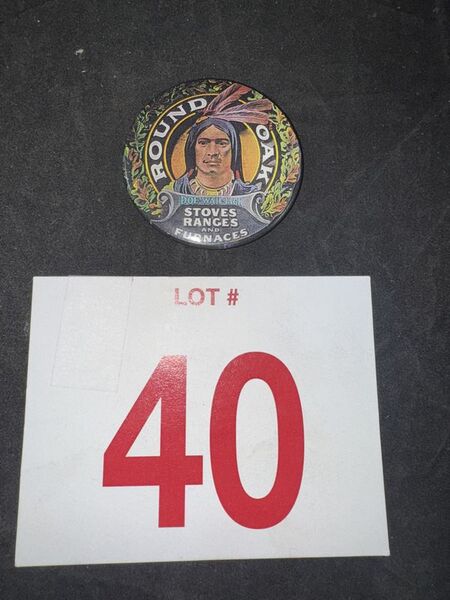 ROUND OAK
DOE-WAH-JACK
STOVES
RANGES
AND
FURNACES
LOT #
40